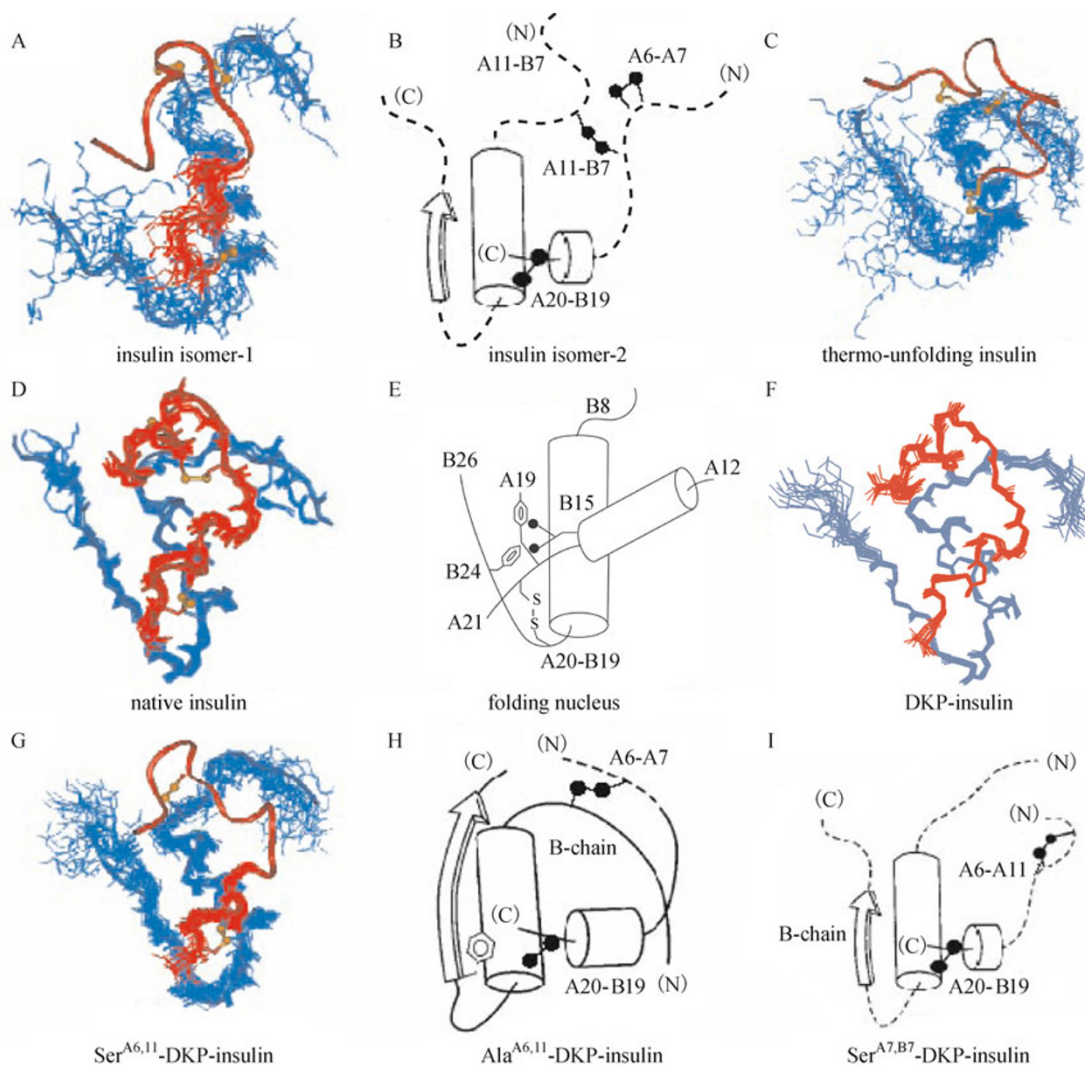 A
B
C
(N)
A11-B7
A6-A7
(N)
(C)
A11-B7
(C)
A20-B19
insulin isomer-1
insulin isomer-2
thermo-unfolding insulin
D
E
F
B8
B26
A19
A12
B15
B24
S
S
A21
A20-B19
native insulin
folding nucleus
DKP-insulin
G
H
I
(N)
(C)
A6-A7
B-chain
(C)
A20-B19
(N)
(N)
(C)
(N)
A6-A11
B-chain
(C)
A20-B19
Ser^A6,11-DKP-insulin
Ala^A6,11-DKP-insulin
Ser^A7,B7-DKP-insulin